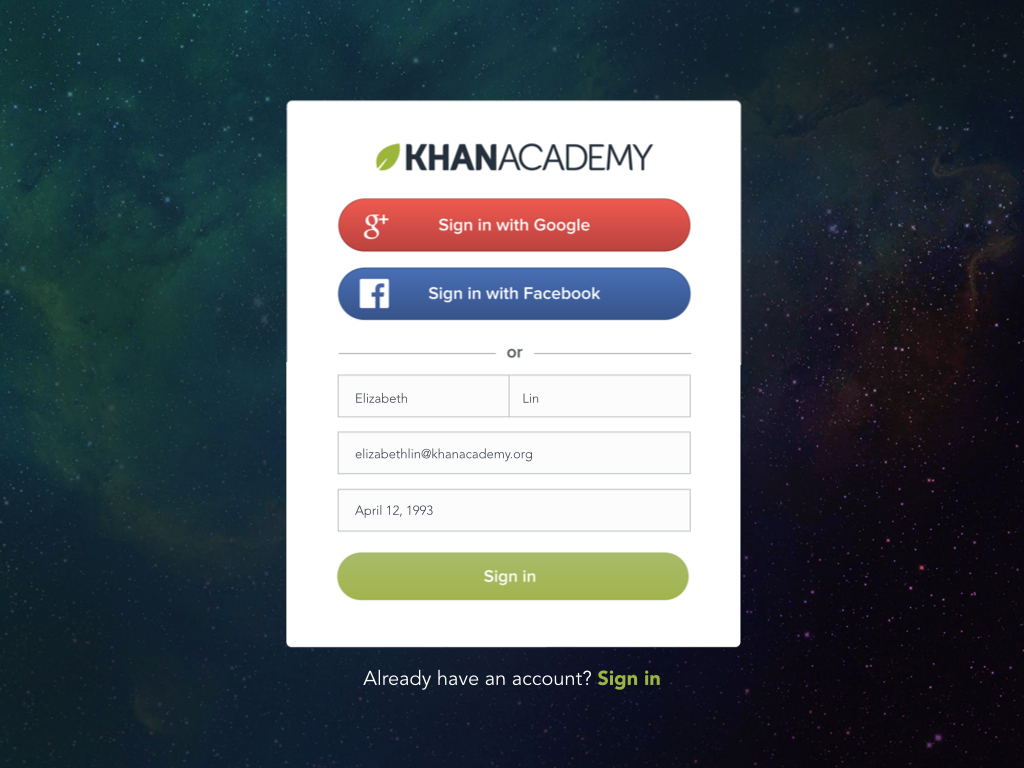 KHANACADEMY
g+ Sign in with Google
f Sign in with Facebook
or
Elizabeth Lin
elizabethlin@khanacademy.org
April 12, 1993
Sign in
Already have an account? Sign in